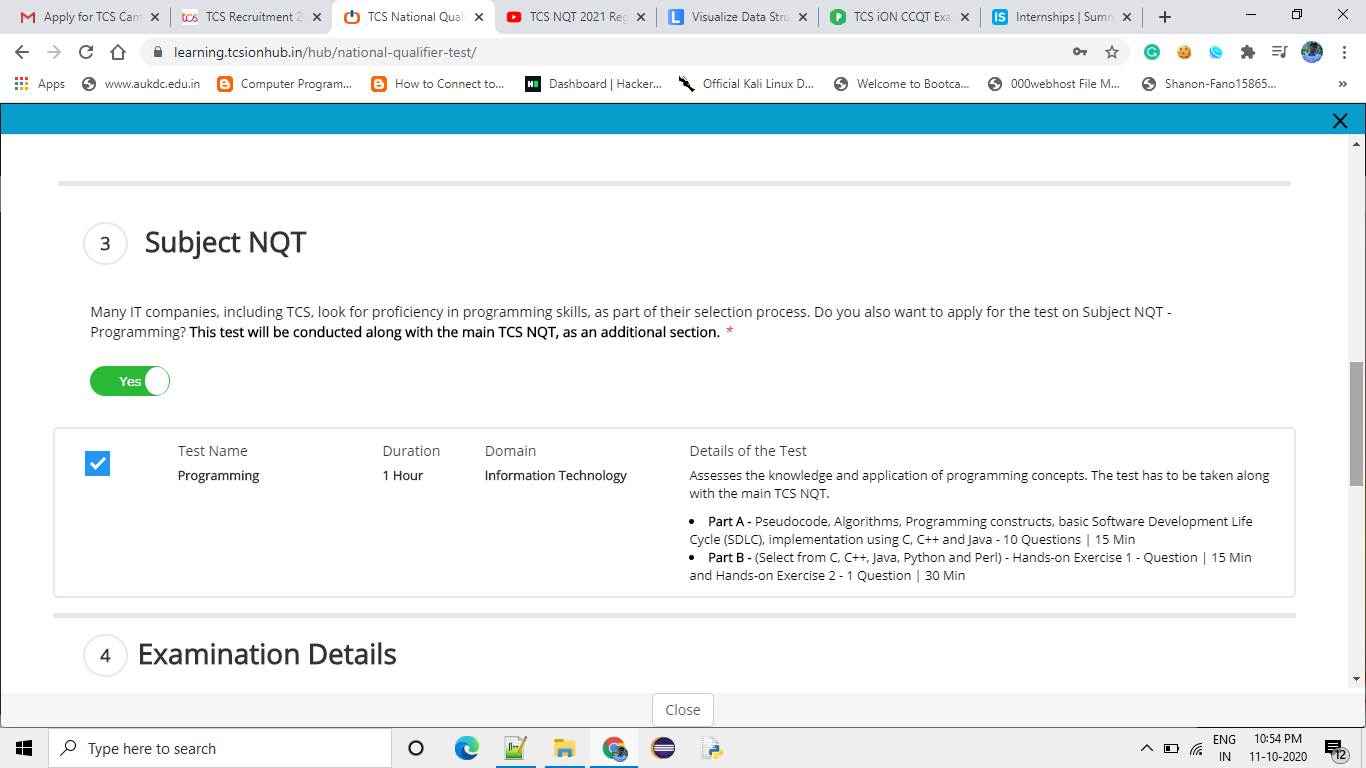 Apply for TCS Cam
TCS Recruitment 2
TCS National Qual
TCS NQT 2021 Reg
Visualize Data Stru
TCS iON CCQT Exa
Internships | Summ
learning.tcsionhub.in/hub/national-qualifier-test/
Apps
www.aukdc.edu.in
Computer Program...
How to Connect to...
Dashboard | Hacker...
Official Kali Linux D...
Welcome to Bootca...
000webhost File M...
Shanon-Fano15865...
3
Subject NQT
Many IT companies, including TCS, look for proficiency in programming skills, as part of their selection process. Do you also want to apply for the test on Subject NQT -
Programming? This test will be conducted along with the main TCS NQT, as an additional section. *
Yes
Test Name
Programming
Duration
1 Hour
Domain
Information Technology
Details of the Test
Assesses the knowledge and application of programming concepts. The test has to be taken along
with the main TCS NQT.
• Part A - Pseudocode, Algorithms, Programming constructs, basic Software Development Life
Cycle (SDLC), implementation using C, C++ and Java - 10 Questions | 15 Min
• Part B - (Select from C, C++, Java, Python and Perl) - Hands-on Exercise 1 - Question | 15 Min
and Hands-on Exercise 2 - 1 Question | 30 Min
4
Examination Details
Close
Type here to search
ENG
IN
10:54 PM
11-10-2020
12